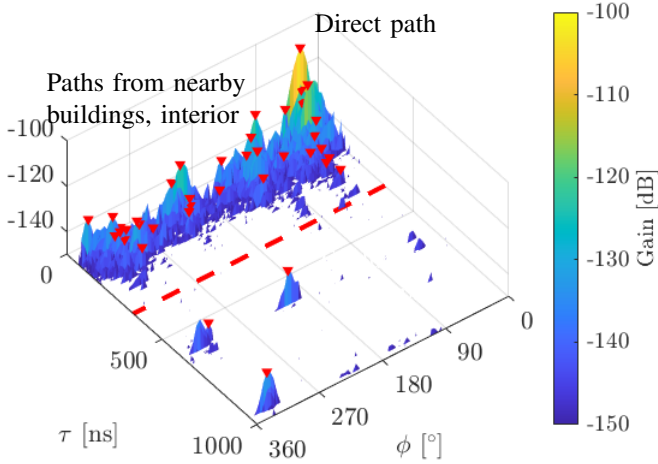 Direct path
Paths from nearby
buildings, interior
-100
-120
-140
0
500
1000
τ [ns]
360
270
180
90
0
ϕ [°]
-100
-110
-120
-130
-140
-150
Gain [dB]